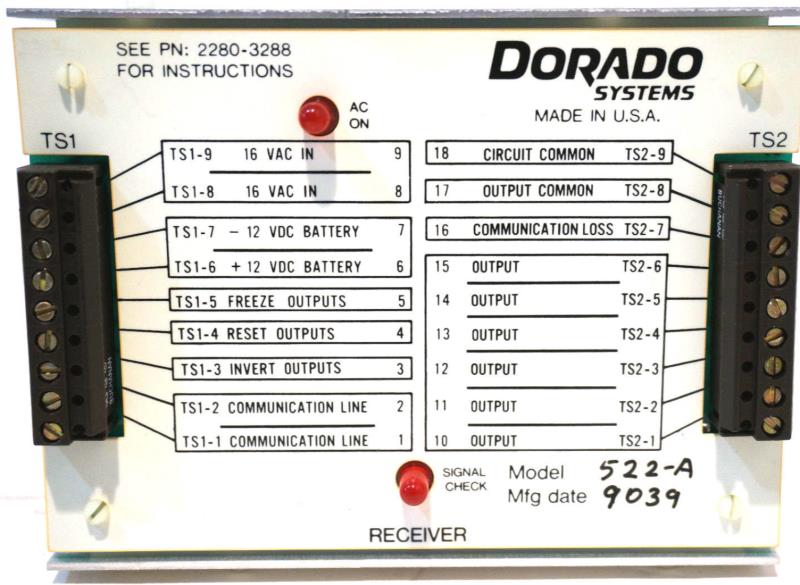 SEE PN: 2280-3288
FOR INSTRUCTIONS
DORADO
SYSTEMS
MADE IN U.S.A.
AC
ON
TS1
TS2
TS1-9 16 VAC IN 9
TS1-8 16 VAC IN 8
TS1-7 - 12 VDC BATTERY 7
TS1-6 + 12 VDC BATTERY 6
TS1-5 FREEZE OUTPUTS 5
TS1-4 RESET OUTPUTS 4
TS1-3 INVERT OUTPUTS 3
TS1-2 COMMUNICATION LINE 2
TS1-1 COMMUNICATION LINE 1
18 CIRCUIT COMMON TS2-9
17 OUTPUT COMMON TS2-8
16 COMMUNICATION LOSS TS2-7
15 OUTPUT TS2-6
14 OUTPUT TS2-5
13 OUTPUT TS2-4
12 OUTPUT TS2-3
11 OUTPUT TS2-2
10 OUTPUT TS2-1
BUCHANAN
SIGNAL
CHECK
Model 522-A
Mfg date 9039
RECEIVER